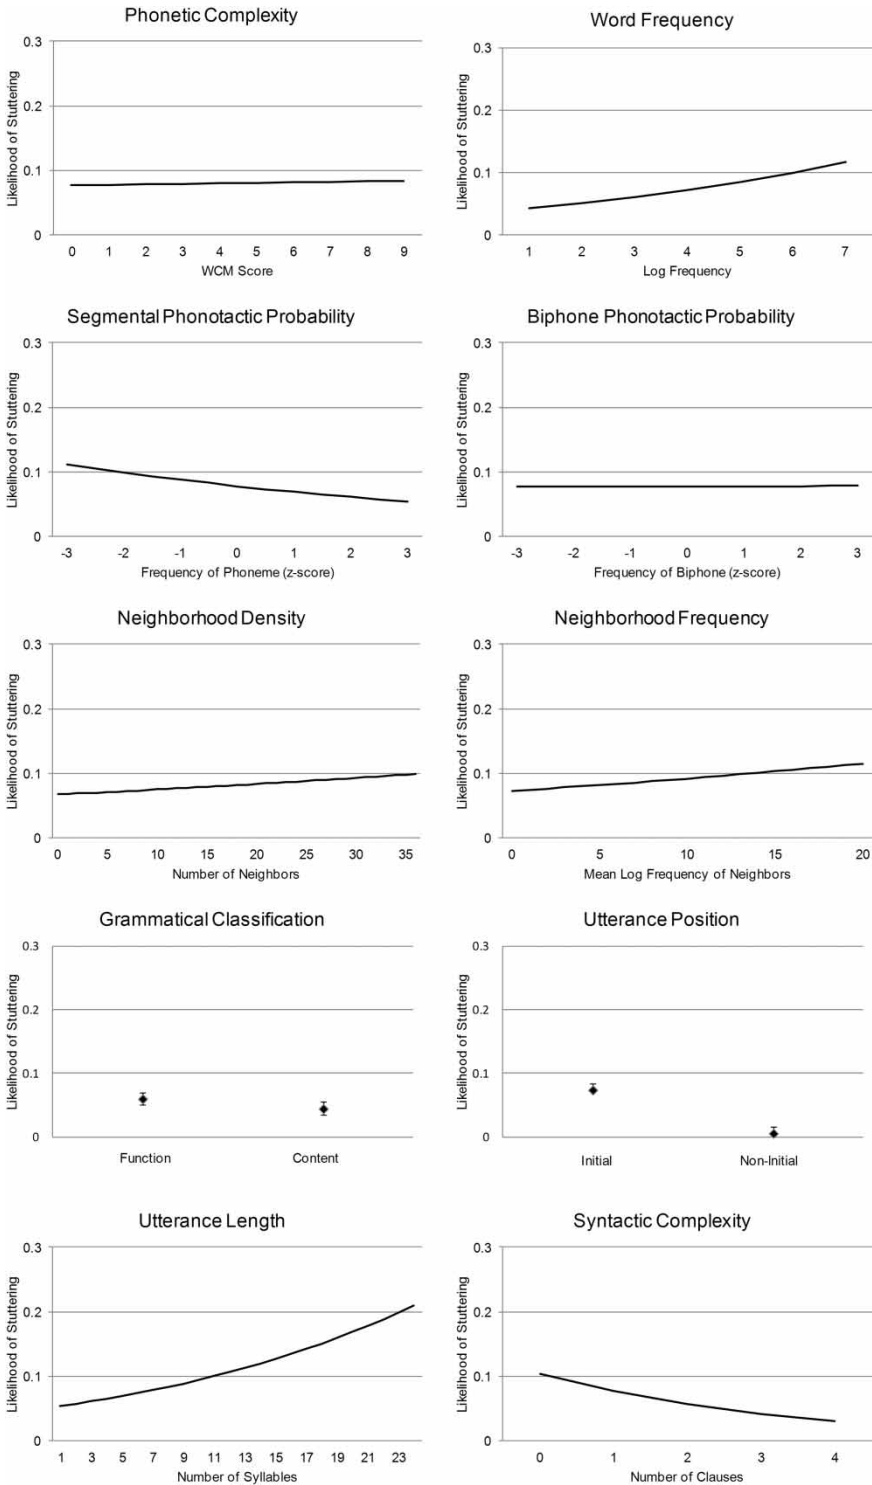 Phonetic Complexity
Likelihood of Stuttering
0.3
0.2
0.1
0
0 1 2 3 4 5 6 7 8 9
WCM Score
Word Frequency
Likelihood of Stuttering
0.3
0.2
0.1
0
1 2 3 4 5 6 7
Log Frequency
Segmental Phonotactic Probability
Likelihood of Stuttering
0.3
0.2
0.1
0
-3 -2 -1 0 1 2 3
Frequency of Phoneme (z-score)
Biphone Phonotactic Probability
Likelihood of Stuttering
0.3
0.2
0.1
0
-3 -2 -1 0 1 2 3
Frequency of Biphone (z-score)
Neighborhood Density
Likelihood of Stuttering
0.3
0.2
0.1
0
0 5 10 15 20 25 30 35
Number of Neighbors
Neighborhood Frequency
Likelihood of Stuttering
0.3
0.2
0.1
0
0 5 10 15 20
Mean Log Frequency of Neighbors
Grammatical Classification
Likelihood of Stuttering
0.3
0.2
0.1
0
Function Content
Utterance Position
Likelihood of Stuttering
0.3
0.2
0.1
0
Initial Non-Initial
Utterance Length
Likelihood of Stuttering
0.3
0.2
0.1
0
1 3 5 7 9 11 13 15 17 19 21 23
Number of Syllables
Syntactic Complexity
Likelihood of Stuttering
0.3
0.2
0.1
0
0 1 2 3 4
Number of Clauses